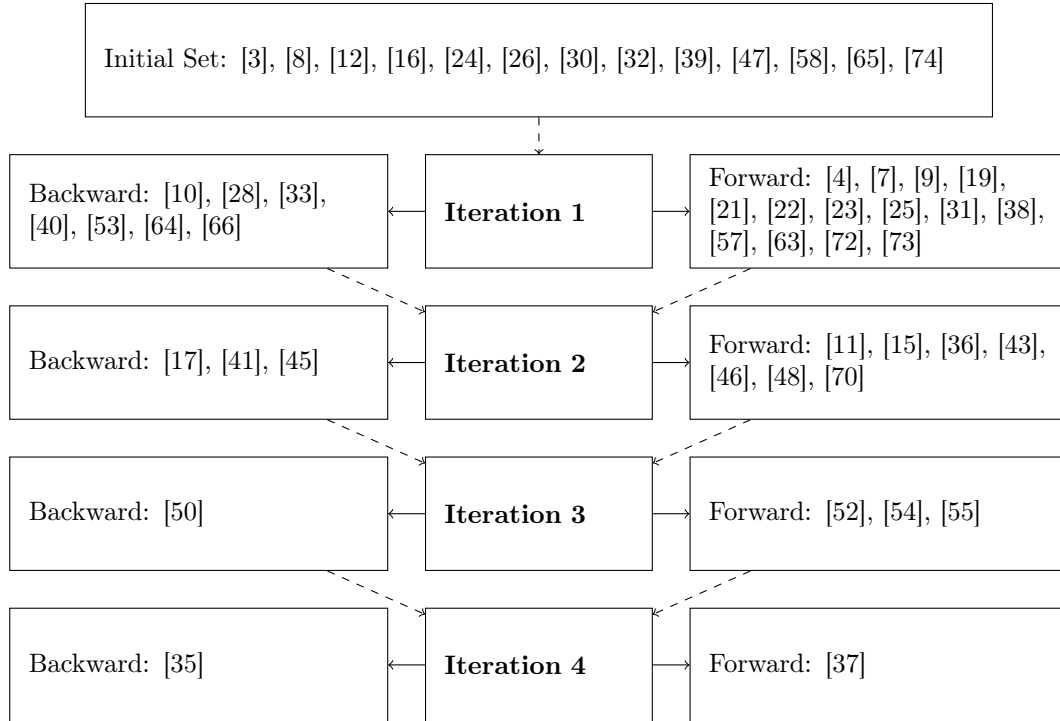 Initial Set: [3], [8], [12], [16], [24], [26], [30], [32], [39], [47], [58], [65], [74]
Backward: [10], [28], [33],
[40], [53], [64], [66]
Iteration 1
Forward: [4], [7], [9], [19],
[21], [22], [23], [25], [31], [38],
[57], [63], [72], [73]
Backward: [17], [41], [45]
Iteration 2
Forward: [11], [15], [36], [43],
[46], [48], [70]
Backward: [50]
Iteration 3
Forward: [52], [54], [55]
Backward: [35]
Iteration 4
Forward: [37]